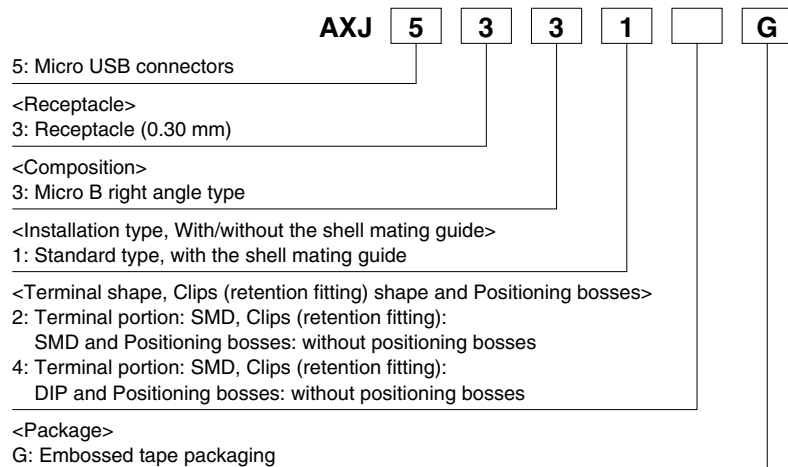 AXJ 5 3 3 1 G
5: Micro USB connectors
<Receptacle>
3: Receptacle (0.30 mm)
<Composition>
3: Micro B right angle type
<Installation type, With/without the shell mating guide>
1: Standard type, with the shell mating guide
<Terminal shape, Clips (retention fitting) shape and Positioning bosses>
2: Terminal portion: SMD, Clips (retention fitting):
SMD and Positioning bosses: without positioning bosses
4: Terminal portion: SMD, Clips (retention fitting):
DIP and Positioning bosses: without positioning bosses
<Package>
G: Embossed tape packaging